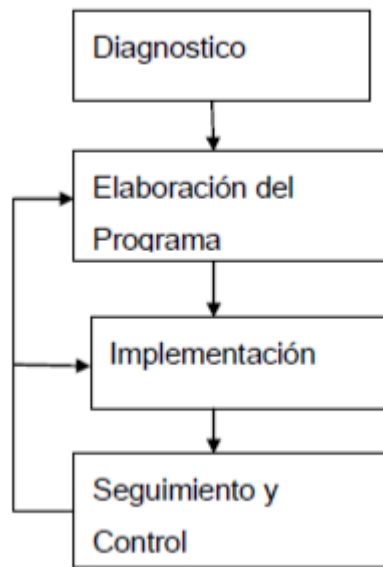 Diagnostico
Elaboración del
Programa
Implementación
Seguimiento y
Control